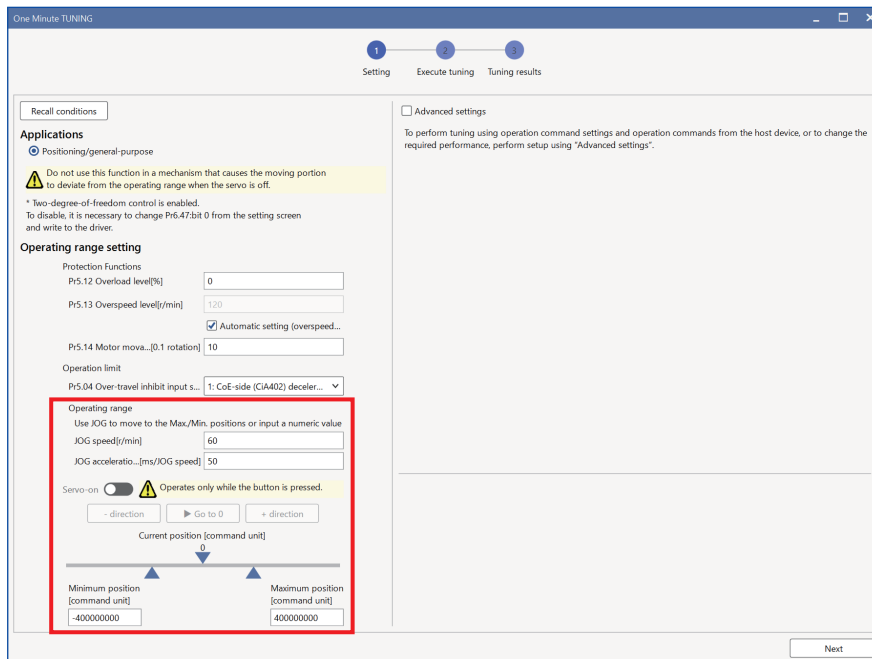 One Minute TUNING
1
2
3
Setting
Execute tuning
Tuning results
Recall conditions
Applications
Positioning/general-purpose
Do not use this function in a mechanism that causes the moving portion
to deviate from the operating range when the servo is off.
* Two-degree-of-freedom control is enabled.
To disable, it is necessary to change Pr6.47:bit 0 from the setting screen
and write to the driver.
Operating range setting
Protection Functions
Pr5.12 Overload level[%]
0
Pr5.13 Overspeed level[r/min]
120
Automatic setting (overspeed...
Pr5.14 Motor mova...[0.1 rotation]
10
Operation limit
Pr5.04 Over-travel inhibit input s...
1: CoE-side (CiA402) deceler...
Operating range
Use JOG to move to the Max./Min. positions or input a numeric value
JOG speed[r/min]
60
JOG acceleratio...[ms/JOG speed]
50
Servo-on
Operates only while the button is pressed.
- direction
Go to 0
+ direction
Current position [command unit]
0
Minimum position
[command unit]
-400000000
Maximum position
[command unit]
400000000
Advanced settings
To perform tuning using operation command settings and operation commands from the host device, or to change the
required performance, perform setup using "Advanced settings".
Next